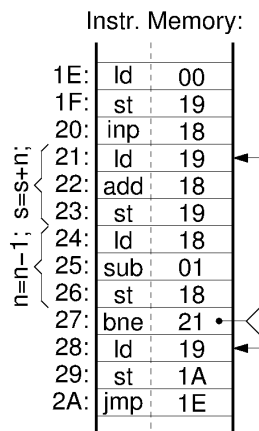 Instr. Memory:
1E: ld 00
1F: st 19
20: inp 18
21: ld 19
22: add 18
23: st 19
24: ld 18
25: sub 01
26: st 18
27: bne 21
28: ld 19
29: st 1A
2A: jmp 1E
s=s+n;
n=n-1;